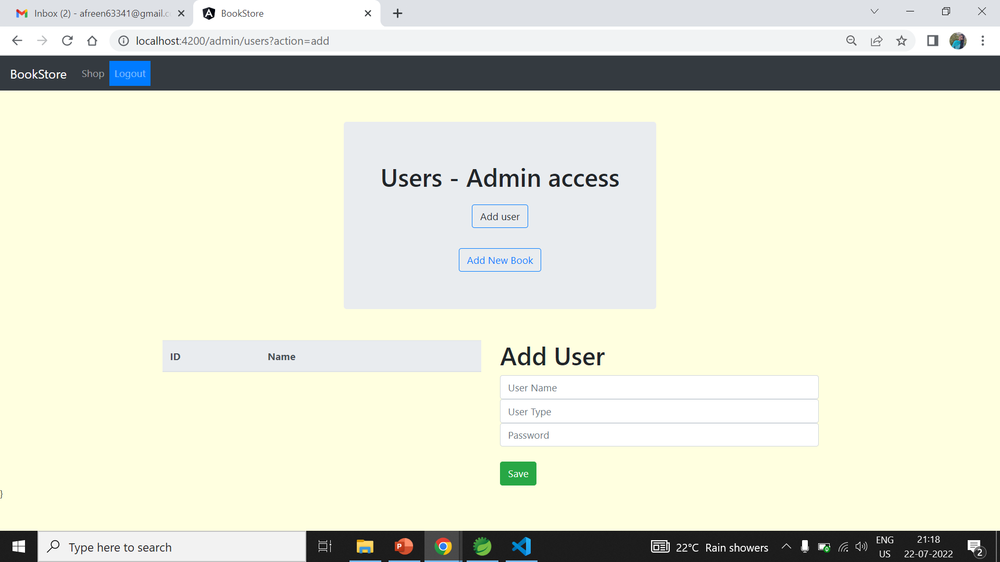 Inbox (2) - afreen63341@gmail.c
BookStore
localhost:4200/admin/users?action=add
BookStore
Shop
Logout
Users - Admin access
Add user
Add New Book
ID
Name
Add User
User Name
User Type
Password
Save
}
Type here to search
22°C Rain showers
ENG
US
21:18
22-07-2022
2